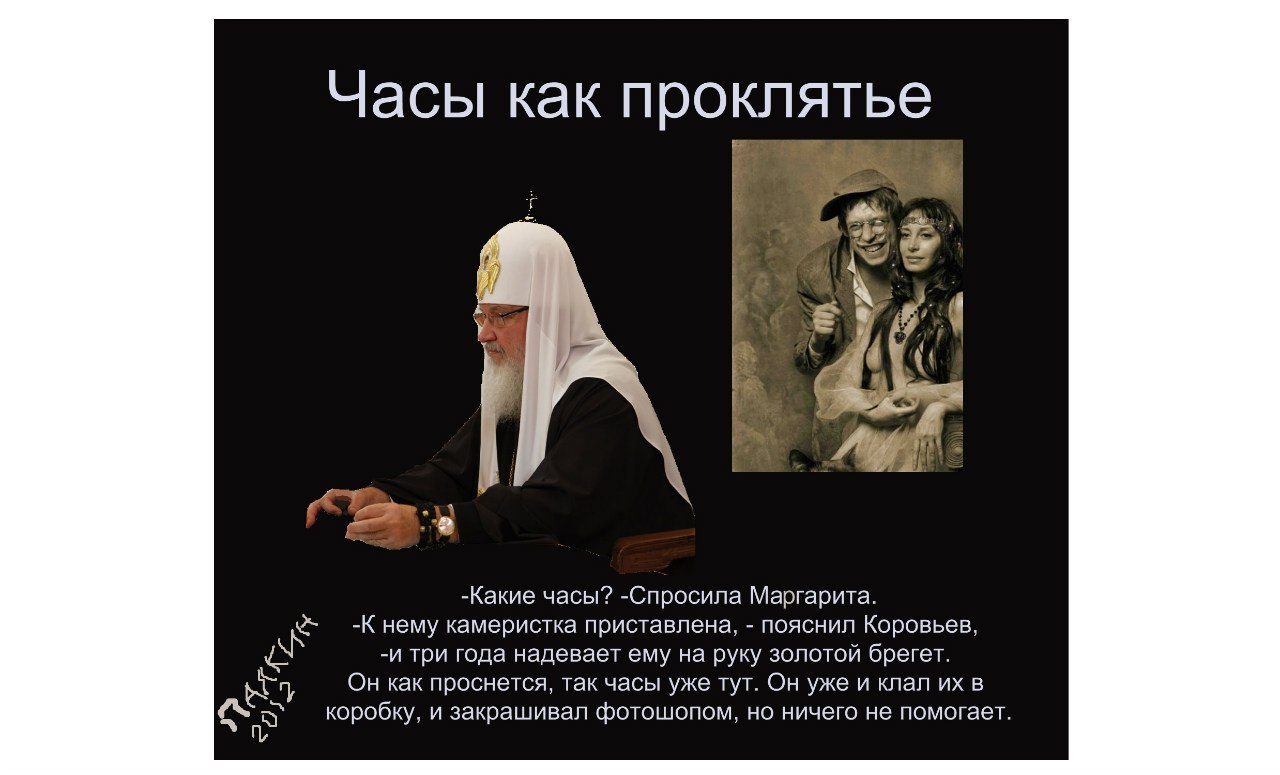 Часы как проклятье
-Какие часы? -Спросила Маргарита.
-К нему камеристка приставлена, - пояснил Коровьев,
-и три года надевает ему на руку золотой брегет.
Он как проснется, так часы уже тут. Он уже и клал их в
коробку, и закрашивал фотошопом, но ничего не помогает.
ПАЛКИН
2012